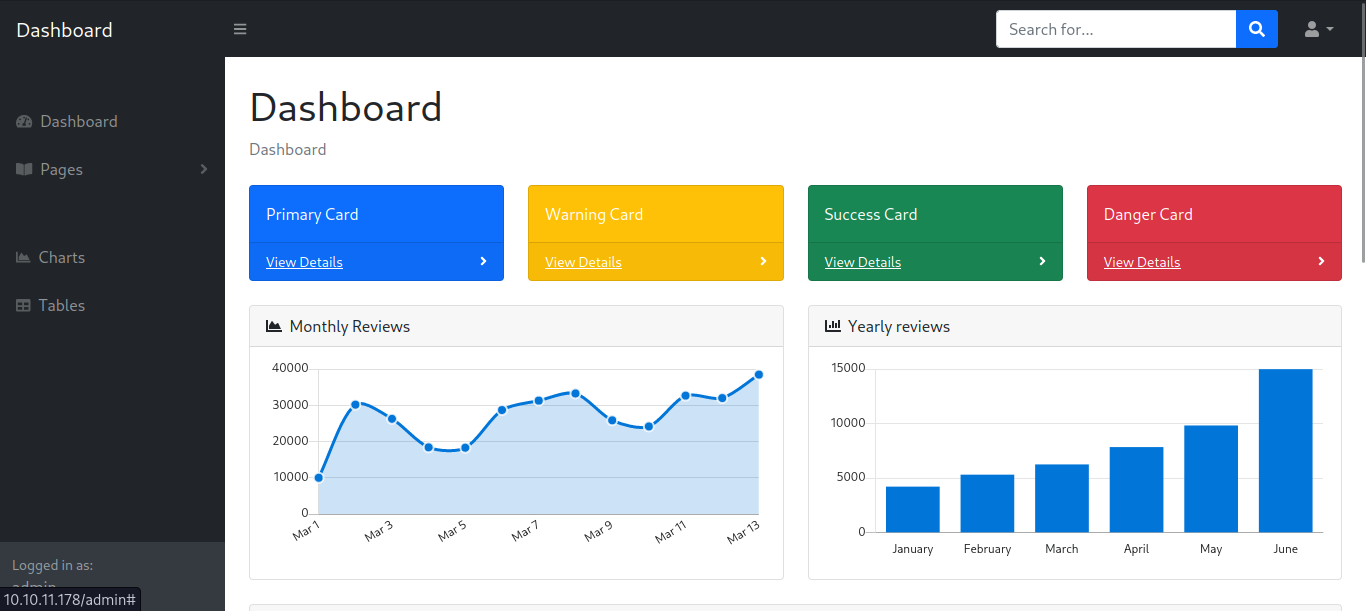 Dashboard
Search for...
Dashboard
Pages
Charts
Tables
Logged in as:
admin
10.10.11.178/admin#
Dashboard
Dashboard
Primary Card
View Details
Warning Card
View Details
Success Card
View Details
Danger Card
View Details
Monthly Reviews
40000
30000
20000
10000
0
Mar 1
Mar 3
Mar 5
Mar 7
Mar 9
Mar 11
Mar 13
Yearly reviews
15000
10000
5000
0
January
February
March
April
May
June